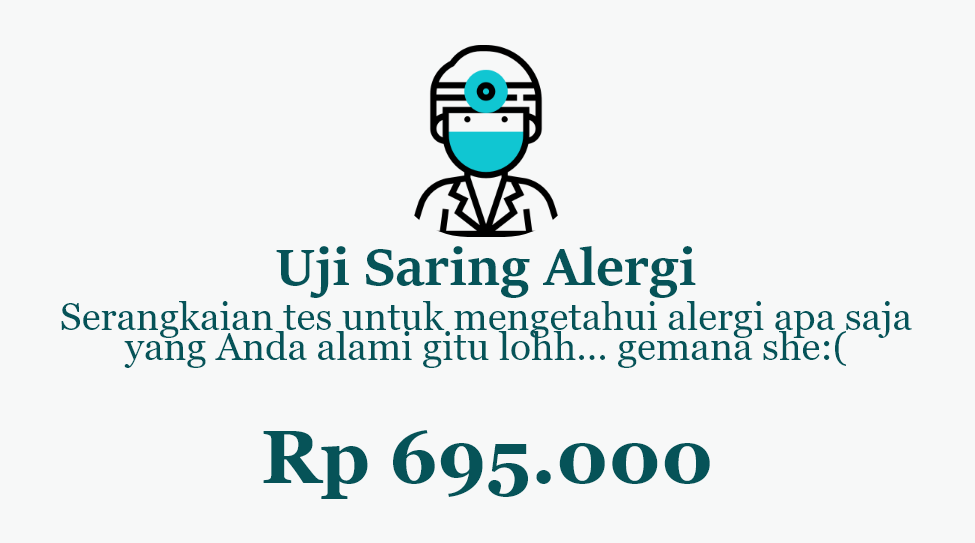 Uji Saring Alergi
Serangkaian tes untuk mengetahui alergi apa saja
yang Anda alami gitu lohh... gemana she:(
Rp 695.000